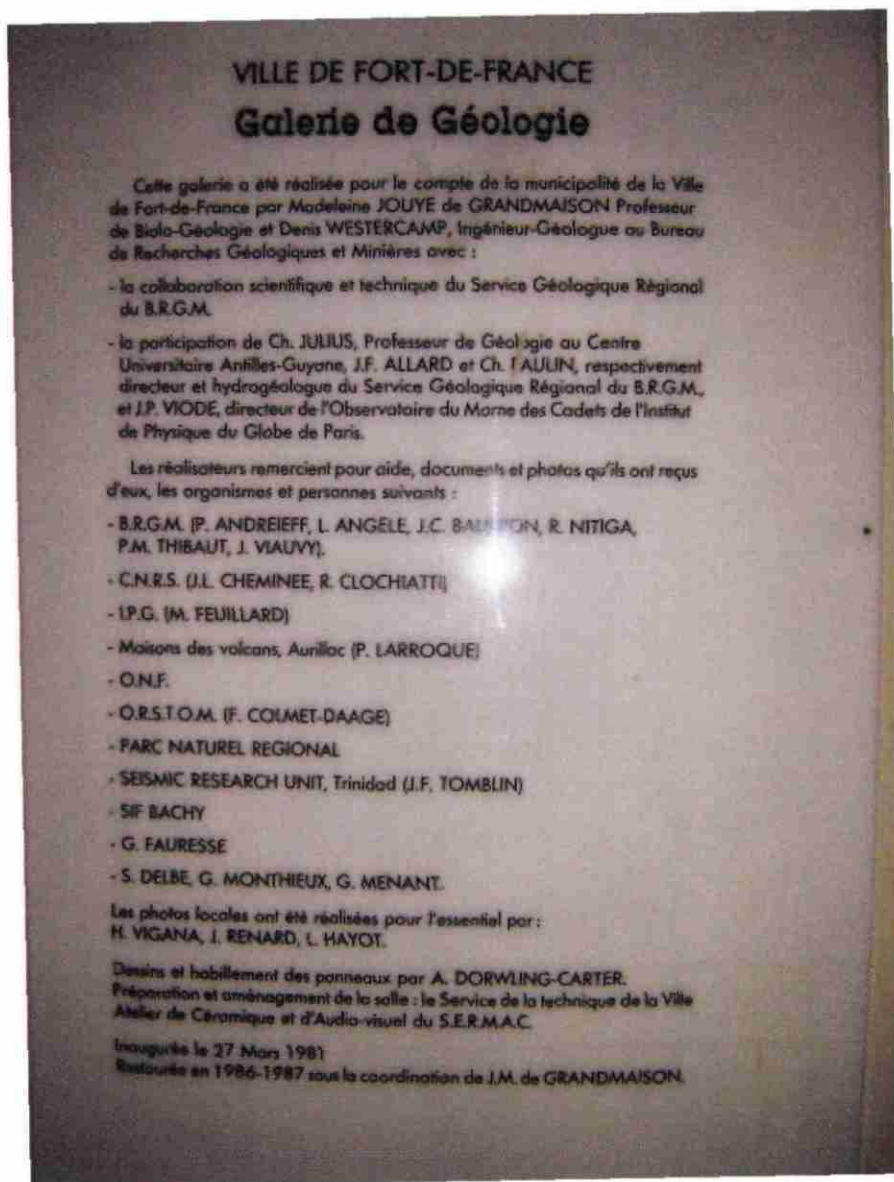 VILLE DE FORT-DE-FRANCE
Galerie de Géologie
Cette galerie a été réalisée pour le compte de la municipalité de la Ville
de Fort-de-France par Madeleine JOUYE de GRANDMAISON Professeur
de Biolo-Géologie et Denis WESTERCAMP, Ingénieur-Géologue au Bureau
de Recherches Géologiques et Minières avec :
- la collaboration scientifique et technique du Service Géologique Régional
du B.R.G.M.
- la participation de Ch. JULIUS, Professeur de Géologie au Centre
Universitaire Antilles-Guyane, J.F. ALLARD et Ch. respectivement
directeur et hydrogéologue du Service Géologique Régional du B.R.G.M.,
et J.P. VIODE, directeur de l'Observatoire du Morne des Cadets de l'Institut
de Physique du Globe de Paris.
Les réalisateurs remercient pour aide, documents et photos qu'ils ont reçus
d'eux, les organismes et personnes suivants :
- B.R.G.M. (P. ANDREIEFF, L. ANGELE, J.C. R. NITIGA,
P.M. THIBAUT, J. VIAUVY).
- C.N.R.S. (J.L. CHEMINEE, R. CLOCHIATTI)
- I.P.G. (M. FEUILLARD)
- Maisons des volcans, Aurillac (P. LARROQUE)
- O.N.F.
- O.R.S.T.O.M. (F. COLMET-DAAGE)
- PARC NATUREL REGIONAL
- SEISMIC RESEARCH UNIT, Trinidad (J.F. TOMBLIN)
- SIF BACHY
- G. FAURESSE
- S. DELBE, G. MONTHIEUX, G. MENANT.
Les photos locales ont été réalisées pour l'essentiel par :
H. VIGANA, J. RENARD, L. HAYOT.
Dessins et habillement des panneaux par A. DORWLING-CARTER.
Préparation et aménagement de la salle : le Service de la technique de la Ville
Atelier de Céramique et d'Audio-visuel du S.E.R.M.A.C.
Inaugurée le 27 Mars 1981
Restaurée en 1986-1987 sous la coordination de J.M. de GRANDMAISON.